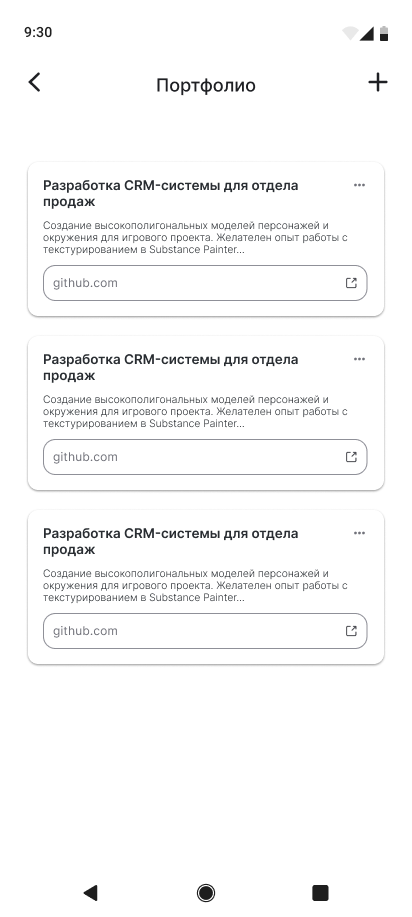 9:30
Портфолио
Разработка CRM-системы для отдела
продаж
Создание высокополигональных моделей персонажей и
окружения для игрового проекта. Желателен опыт работы с
текстурированием в Substance Painter...
github.com
Разработка CRM-системы для отдела
продаж
Создание высокополигональных моделей персонажей и
окружения для игрового проекта. Желателен опыт работы с
текстурированием в Substance Painter...
github.com
Разработка CRM-системы для отдела
продаж
Создание высокополигональных моделей персонажей и
окружения для игрового проекта. Желателен опыт работы с
текстурированием в Substance Painter...
github.com